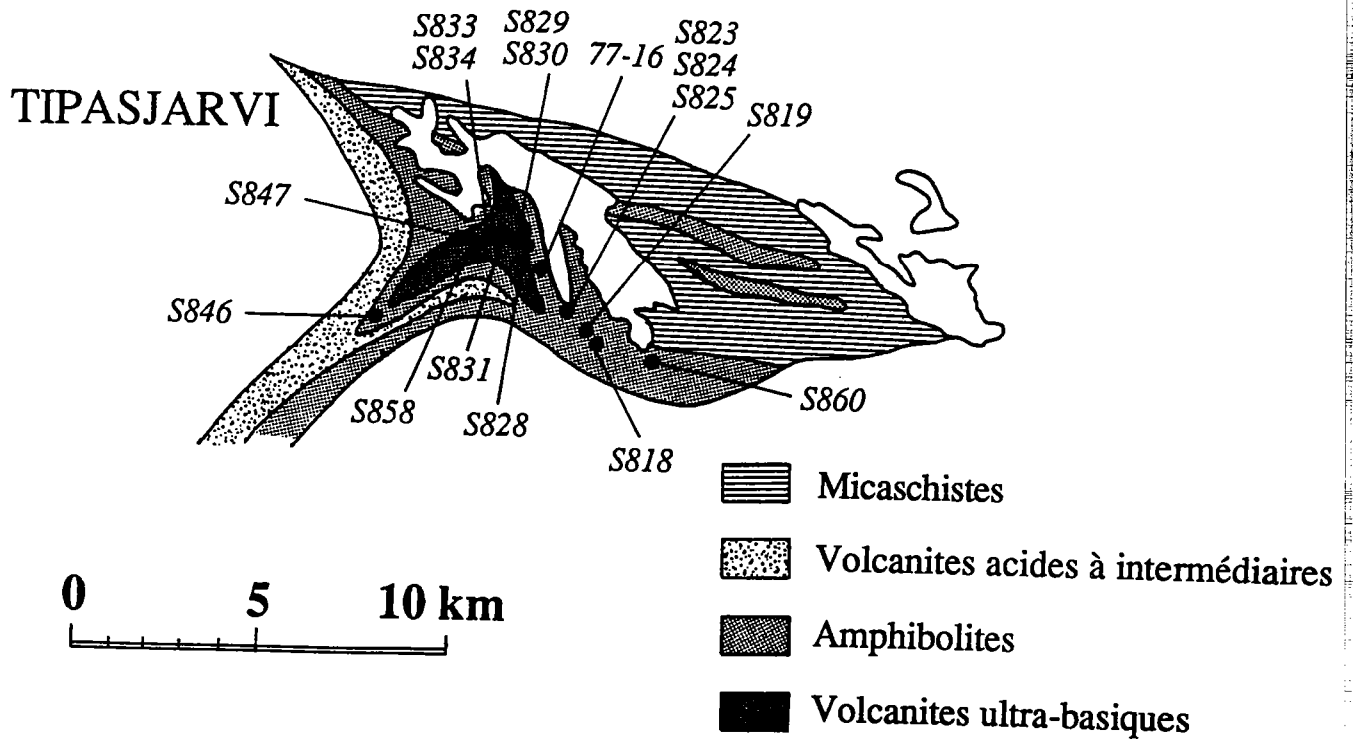 S833 S829
S834 S830 77-16 S823
S824
S825 S819
TIPASJARVI
S847
S846
S831
S858 S828
S860
S818
Micaschistes
Volcanites acides à intermédiaires
Amphibolites
Volcanites ultra-basiques
0 5 10 km